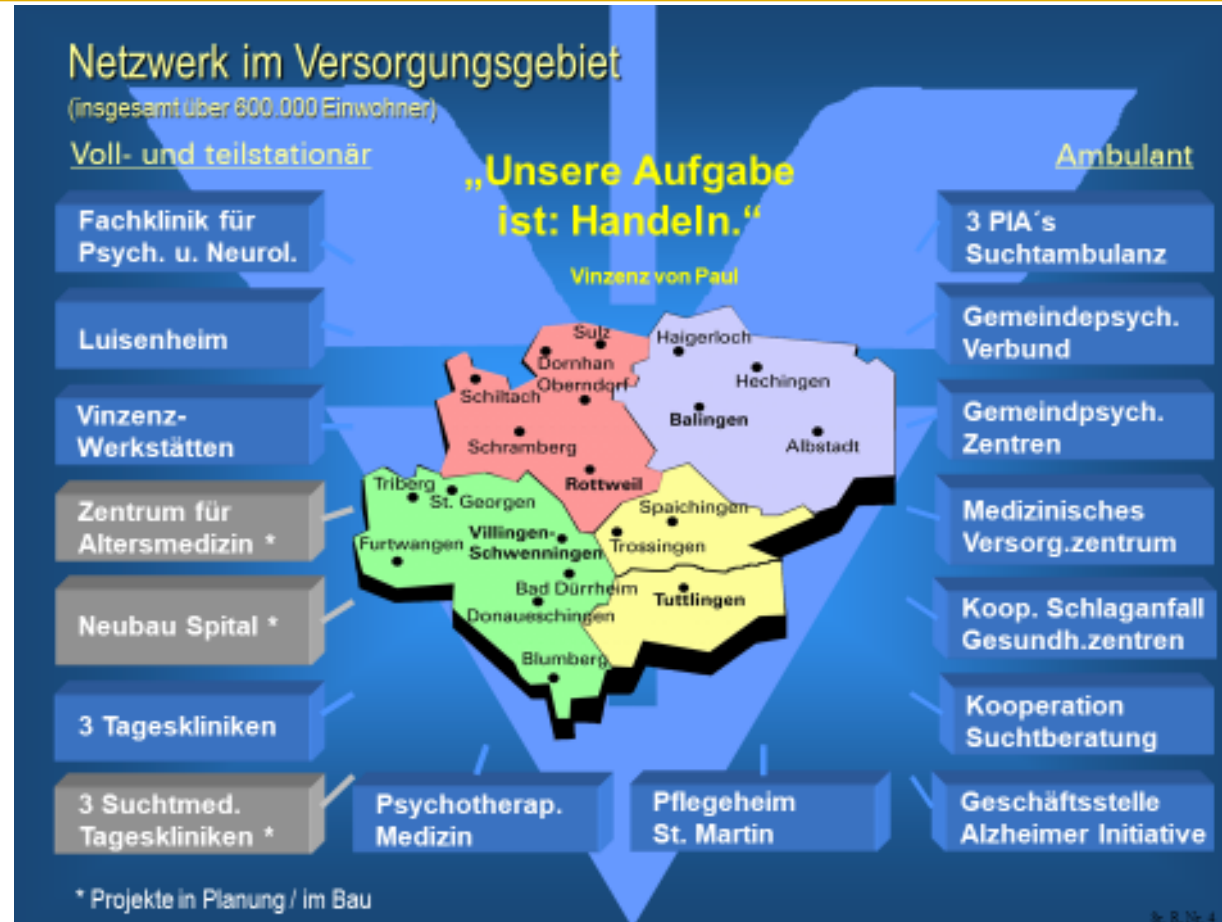 Netzwerk im Versorgungsgebiet
(insgesamt über 600.000 Einwohner)
Voll- und teilstationär
Fachklinik für
Psych. u. Neurol.
Luisenheim
Vinzenz-
Werkstätten
Zentrum für
Altersmedizin *
Neubau Spital *
3 Tageskliniken
3 Suchtmed.
Tageskliniken *
„Unsere Aufgabe
ist: Handeln.“
Vinzenz von Paul
Sulz
Dornhan
Oberndorf
Schiltach
Schramberg
Rottweil
Haigerloch
Hechingen
Balingen
Albstadt
Triberg
St. Georgen
Furtwangen
Villingen-
Schwenningen
Bad Dürrheim
Donaueschingen
Blumberg
Spaichingen
Trossingen
Tuttlingen
Psychotherap.
Medizin
Pflegeheim
St. Martin
Ambulant
3 PIA´s
Suchtambulanz
Gemeindepsych.
Verbund
Gemeindpsych.
Zentren
Medizinisches
Versorg.zentrum
Koop. Schlaganfall
Gesundh.zentren
Kooperation
Suchtberatung
Geschäftsstelle
Alzheimer Initiative
* Projekte in Planung / im Bau